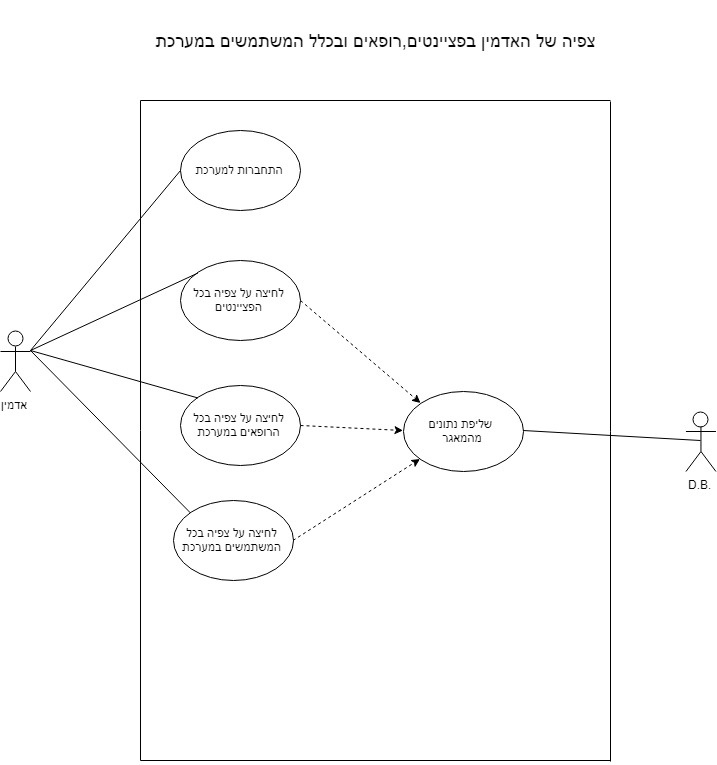 צפיה של האדמין בפציינטים,רופאים ובכלל המשתמשים במערכת
התחברות למערכת
לחיצה על צפיה בכל
הפציינטים
אדמין
לחיצה על צפיה בכל
הרופאים במערכת
שליפת נתונים
מהמאגר
D.B.
לחיצה על צפיה בכל
המשתמשים במערכת